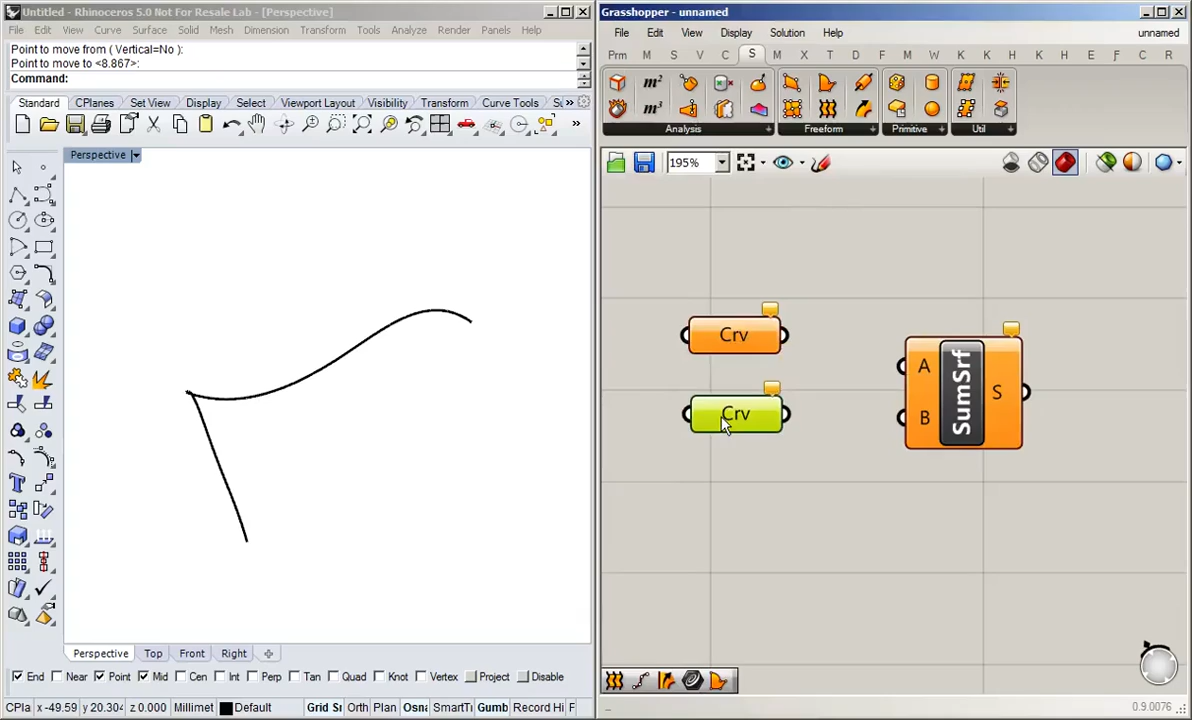 Untitled - Rhinoceros 5.0 Not For Resale Lab - [Perspective]
File Edit View Curve Surface Solid Mesh Dimension Transform Tools Analyze Render Panels Help
Point to move from ( Vertical=No ):
Point to move to <8.867>:
Command:
Standard CPlanes Set View Display Select Viewport Layout Visibility Transform Curve Tools
Perspective
Perspective Top Front Right
End Near Point Mid Cen Int Perp Tan Quad Knot Vertex Project Disable
CPla x -49.59 y 20.304 z 0.000 Millimet Default Grid Sr Orth Plan Osna SmartTr Gumb Record Hi F
Grasshopper - unnamed
File Edit View Display Solution Help unnamed
Prm M S V C S M X T D F M W K K H K H E F C R
m²
m³
Analysis Freeform Primitive Util
195%
Crv
Crv
A
B
SumSrf
S
0.9.0076